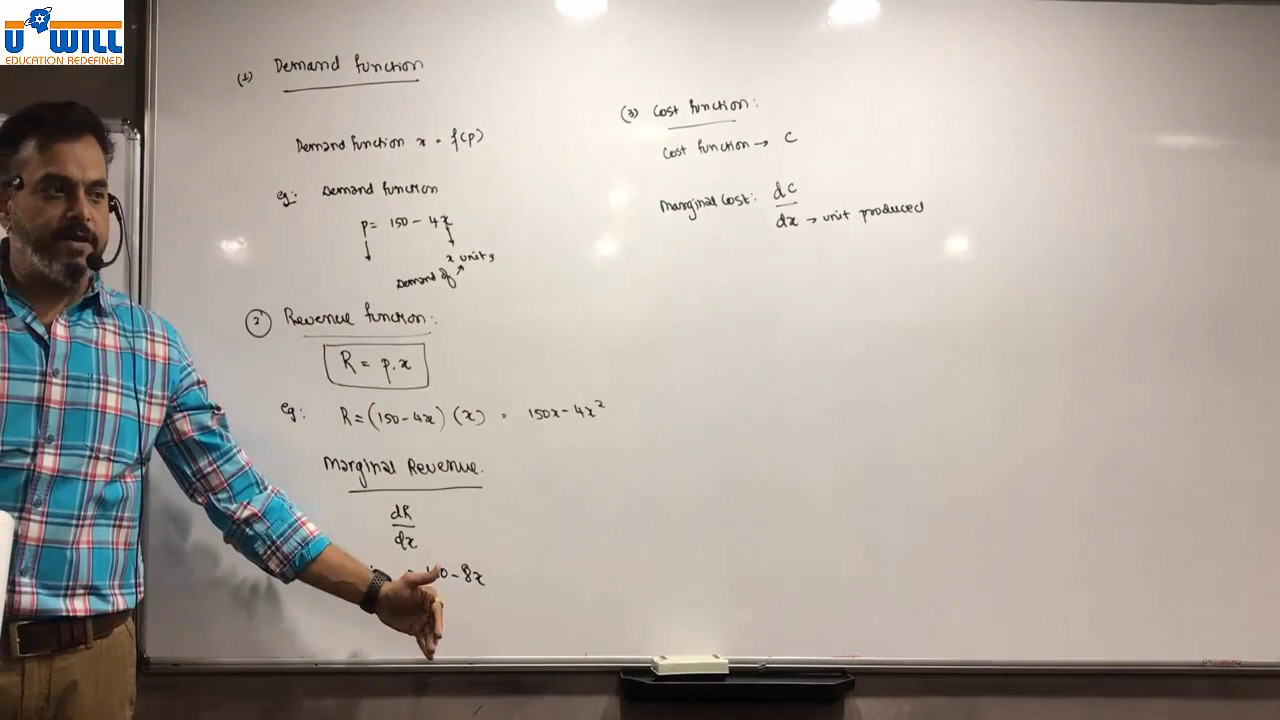 U WILL
EDUCATION REDEFINED
(1) Demand function
Demand function x = f(p)
eg: Demand function
p = 150 - 4x
x units
Demand of
2 Revenue function:
R = p.x
eg: R = (150 - 4x) (x) = 150x - 4x²
Marginal Revenue.
dR
dx
0 - 8x
(3) Cost function:
Cost function → C
Marginal Cost: dC
dx → unit produced